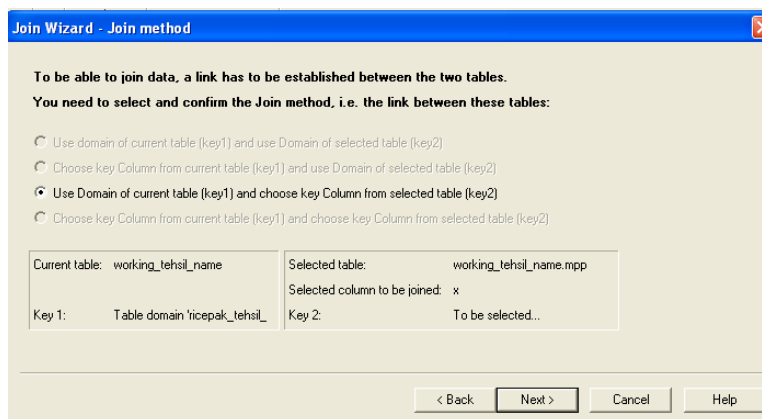 Join Wizard - Join method
To be able to join data, a link has to be established between the two tables.
You need to select and confirm the Join method, i.e. the link between these tables:
Use domain of current table (key1) and use Domain of selected table (key2)
Choose key Column from current table (key1) and use Domain of selected table (key2)
Use Domain of current table (key1) and choose key Column from selected table (key2)
Choose key Column from current table (key1) and choose key Column from selected table (key2)
Current table: working_tehsil_name Selected table: working_tehsil_name.mpp
Selected column to be joined: x
Key 1: Table domain 'ricepak_tehsil_ Key 2: To be selected...
< Back Next > Cancel Help